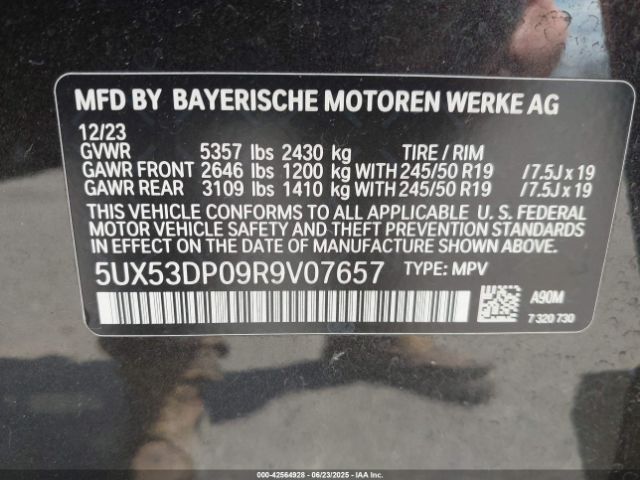 MFD BY BAYERISCHE MOTOREN WERKE AG
12/23
GVWR 5357 lbs 2430 kg TIRE / RIM
GAWR FRONT 2646 lbs 1200 kg WITH 245/50 R19 / 7.5J x 19
GAWR REAR 3109 lbs 1410 kg WITH 245/50 R19 / 7.5J x 19
THIS VEHICLE CONFORMS TO ALL APPLICABLE U. S. FEDERAL
MOTOR VEHICLE SAFETY AND THEFT PREVENTION STANDARDS
IN EFFECT ON THE DATE OF MANUFACTURE SHOWN ABOVE.
5UX53DP09R9V07657 TYPE: MPV
A90M
7 320 730
000-42564928 - 06/23/2025 - IAA Inc.